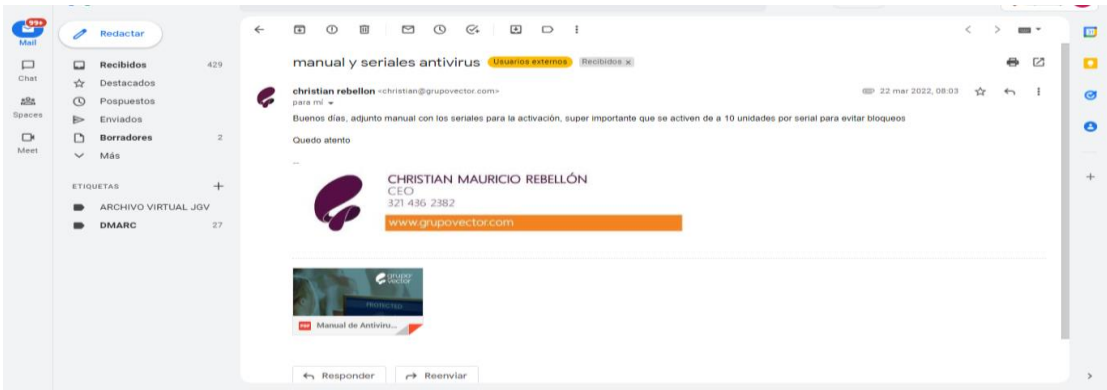 99+
Mail
Chat
Spaces
Meet
Redactar
Recibidos 429
Destacados
Pospuestos
Enviados
Borradores 2
Más
ETIQUETAS
ARCHIVO VIRTUAL JGV
DMARC 27
manual y seriales antivirus Usuarios externos Recibidos x
christian rebellon <christian@grupovector.com> 22 mar 2022, 08:03
para mí
Buenos días, adjunto manual con los seriales para la activación, super importante que se activen de a 10 unidades por serial para evitar bloqueos
Quedo atento
--
CHRISTIAN MAURICIO REBELLÓN
CEO
321 436 2382
www.grupovector.com
grupo
vector
PROTECTED
PDF Manual de Antiviru...
Responder
Reenviar